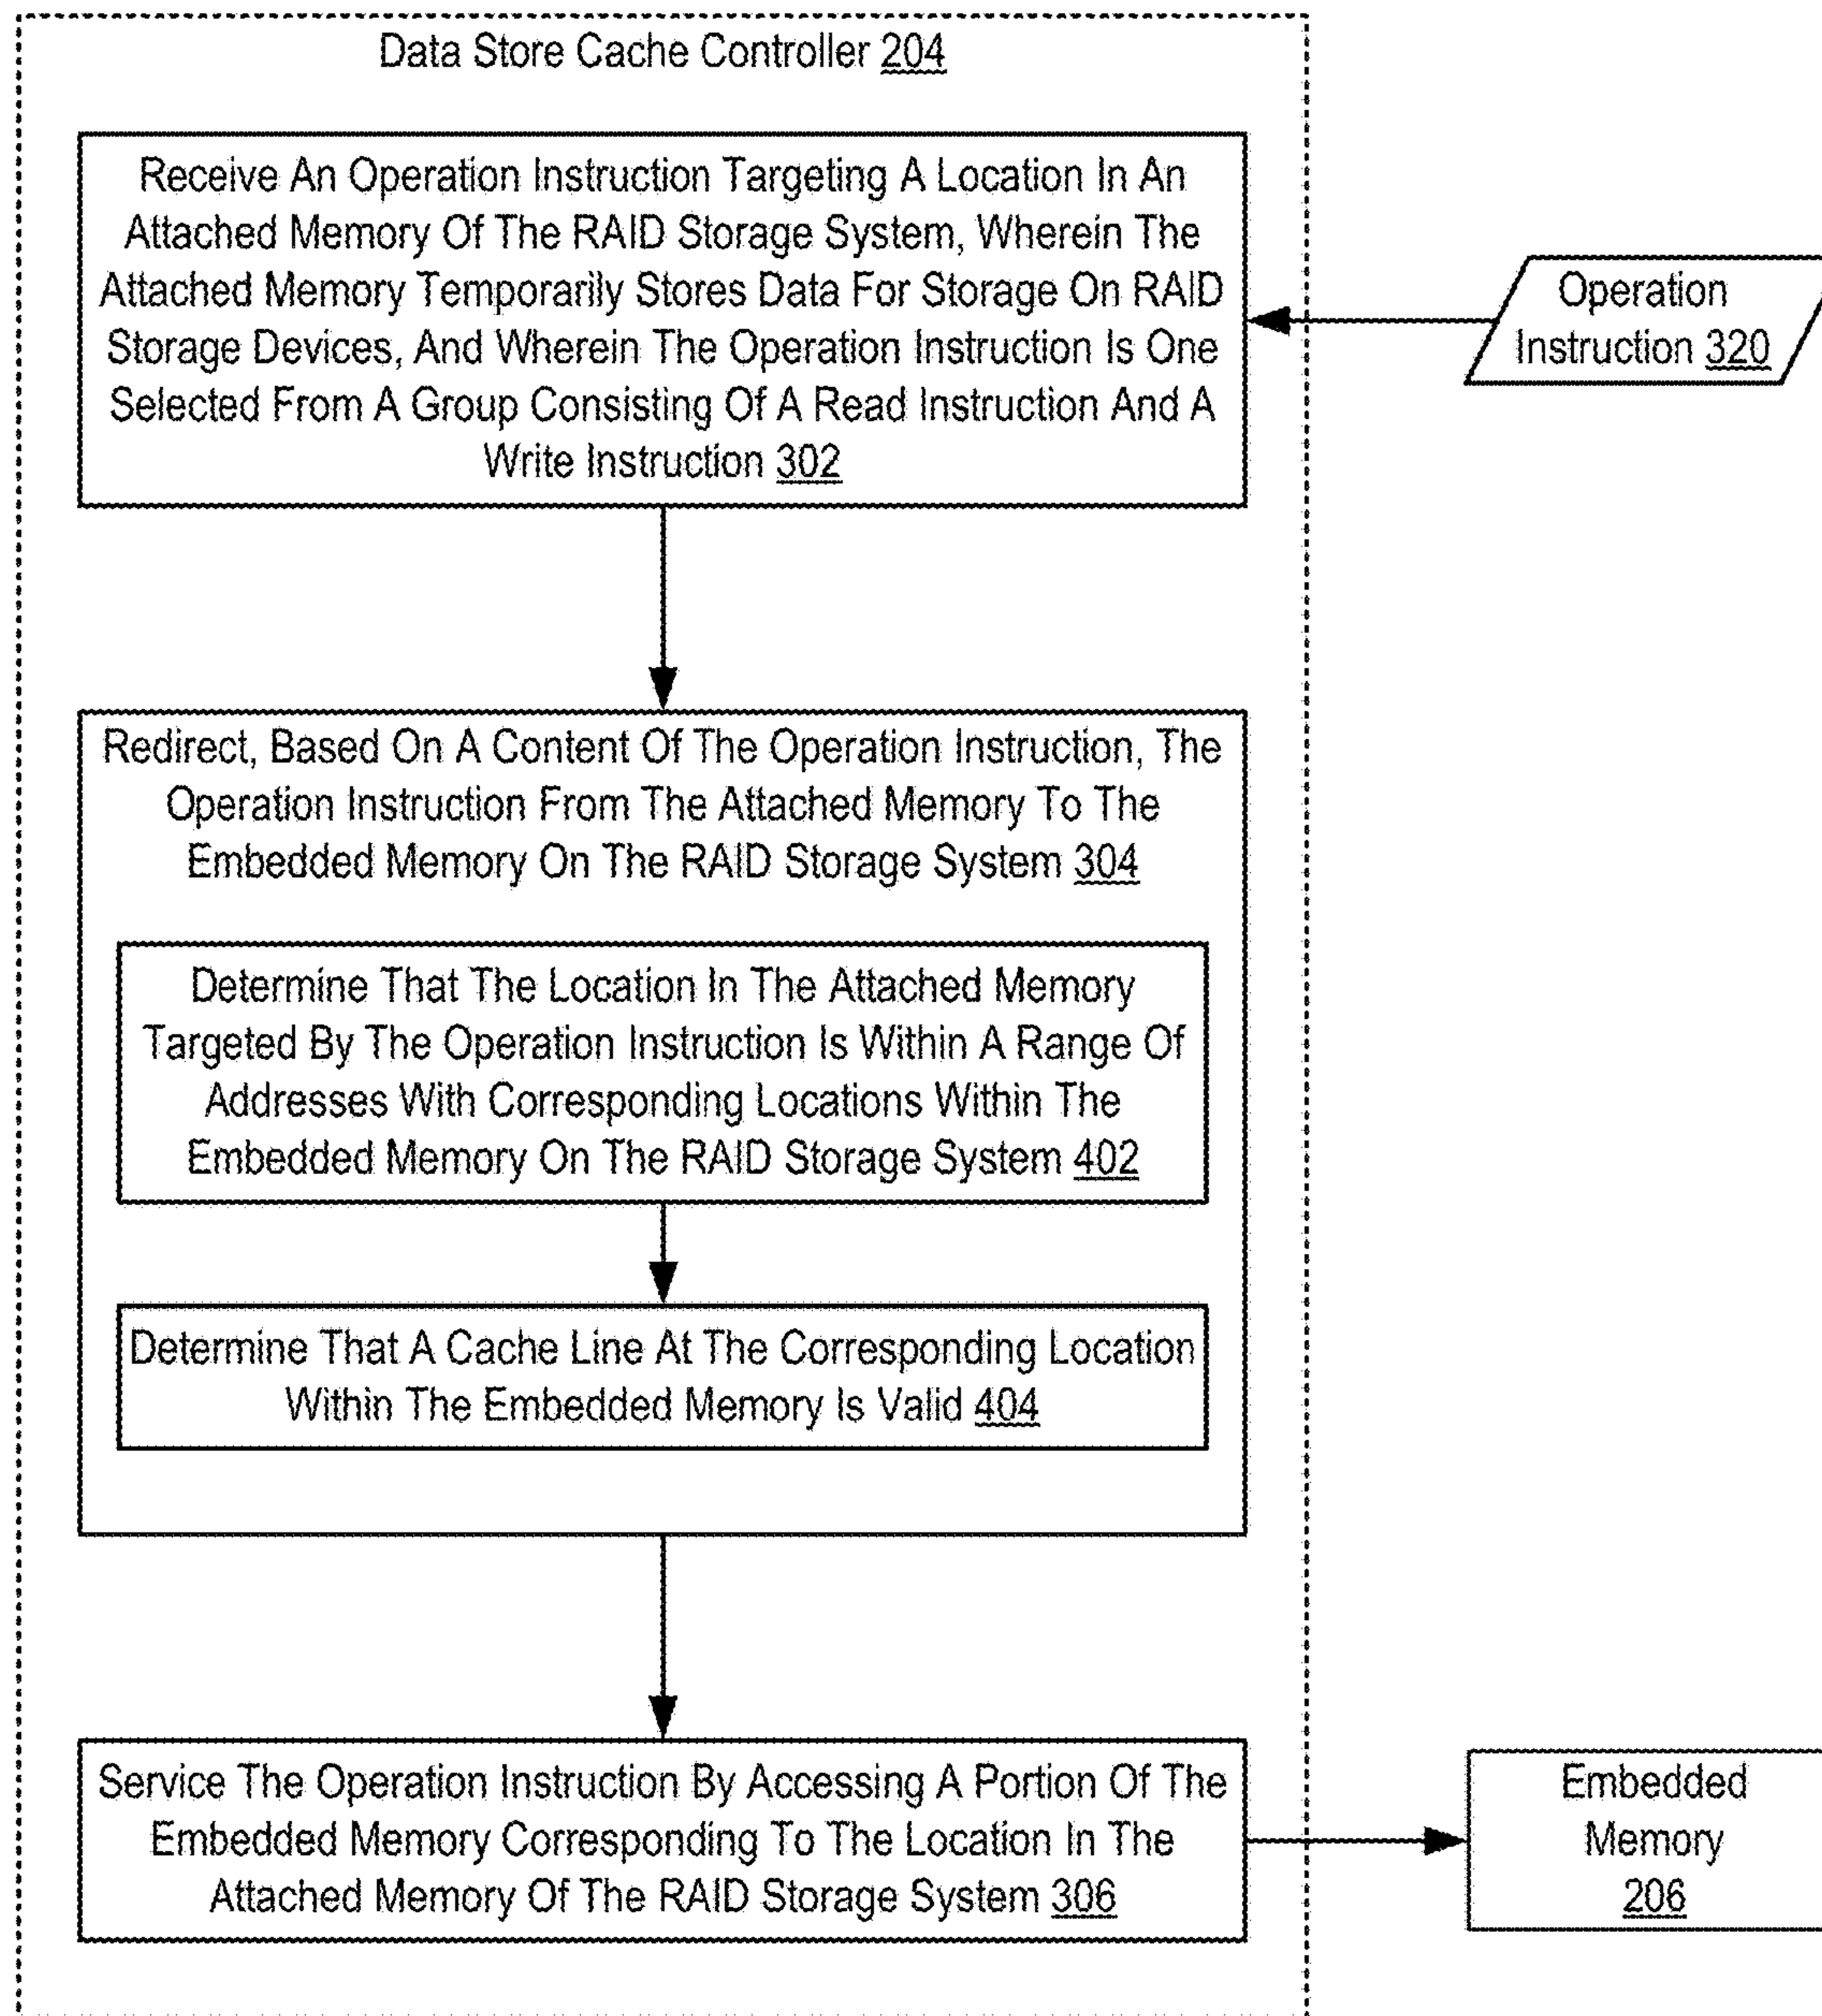 Data Store Cache Controller 204
Receive An Operation Instruction Targeting A Location In An
Attached Memory Of The RAID Storage System, Wherein The
Attached Memory Temporarily Stores Data For Storage On RAID
Storage Devices, And Wherein The Operation Instruction Is One
Selected From A Group Consisting Of A Read Instruction And A
Write Instruction 302
Operation
Instruction 320
Redirect, Based On A Content Of The Operation Instruction, The
Operation Instruction From The Attached Memory To The
Embedded Memory On The RAID Storage System 304
Determine That The Location In The Attached Memory
Targeted By The Operation Instruction Is Within A Range Of
Addresses With Corresponding Locations Within The
Embedded Memory On The RAID Storage System 402
Determine That A Cache Line At The Corresponding Location
Within The Embedded Memory Is Valid 404
Service The Operation Instruction By Accessing A Portion Of The
Embedded Memory Corresponding To The Location In The
Attached Memory Of The RAID Storage System 306
Embedded
Memory
206